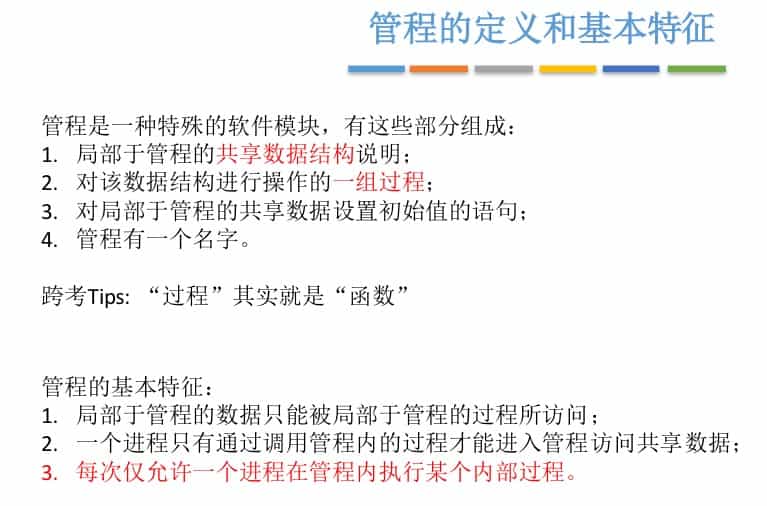 管程的定义和基本特征
管程是一种特殊的软件模块，有这些部分组成：
1. 局部于管程的共享数据结构说明；
2. 对该数据结构进行操作的一组过程；
3. 对局部于管程的共享数据设置初始值的语句；
4. 管程有一个名字。
跨考Tips: “过程”其实就是“函数”
管程的基本特征：
1. 局部于管程的数据只能被局部于管程的过程所访问；
2. 一个进程只有通过调用管程内的过程才能进入管程访问共享数据；
3. 每次仅允许一个进程在管程内执行某个内部过程。